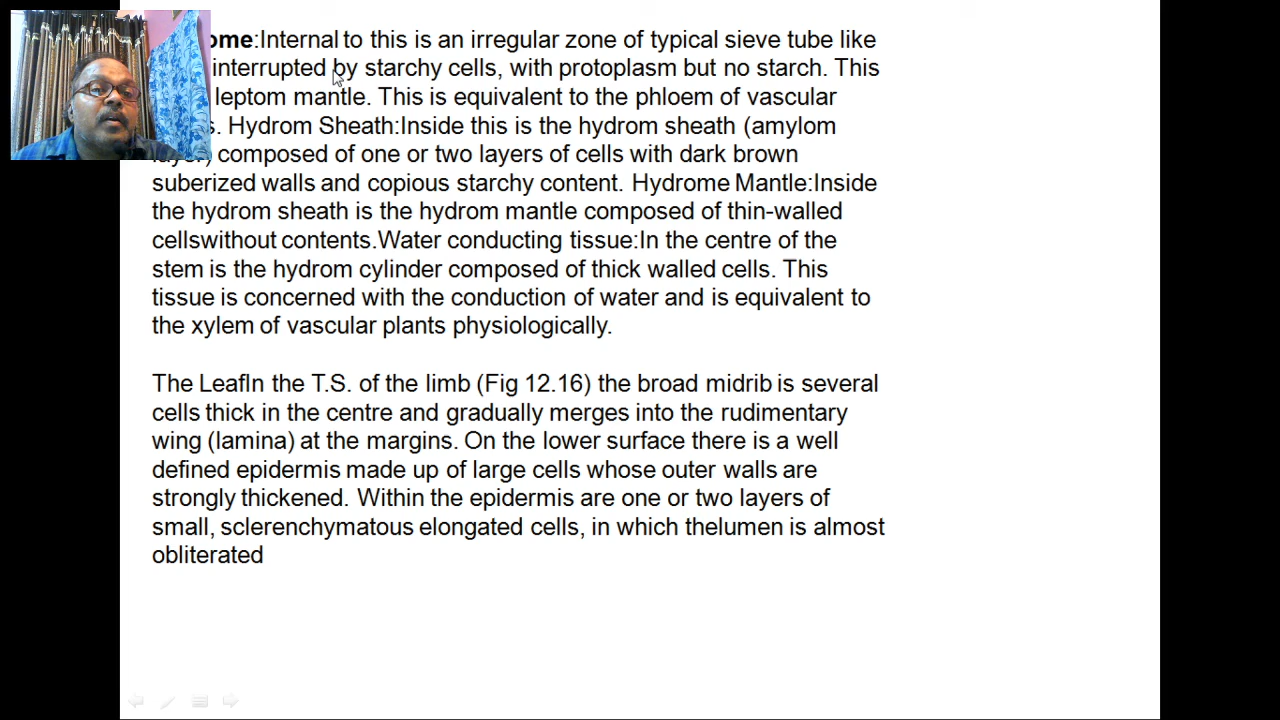 ome:Internal to this is an irregular zone of typical sieve tube like
interrupted by starchy cells, with protoplasm but no starch. This
leptom mantle. This is equivalent to the phloem of vascular
s. Hydrom Sheath:Inside this is the hydrom sheath (amylom
layer) composed of one or two layers of cells with dark brown
suberized walls and copious starchy content. Hydrome Mantle:Inside
the hydrom sheath is the hydrom mantle composed of thin-walled
cellswithout contents.Water conducting tissue:In the centre of the
stem is the hydrom cylinder composed of thick walled cells. This
tissue is concerned with the conduction of water and is equivalent to
the xylem of vascular plants physiologically.
The LeafIn the T.S. of the limb (Fig 12.16) the broad midrib is several
cells thick in the centre and gradually merges into the rudimentary
wing (lamina) at the margins. On the lower surface there is a well
defined epidermis made up of large cells whose outer walls are
strongly thickened. Within the epidermis are one or two layers of
small, sclerenchymatous elongated cells, in which thelumen is almost
obliterated